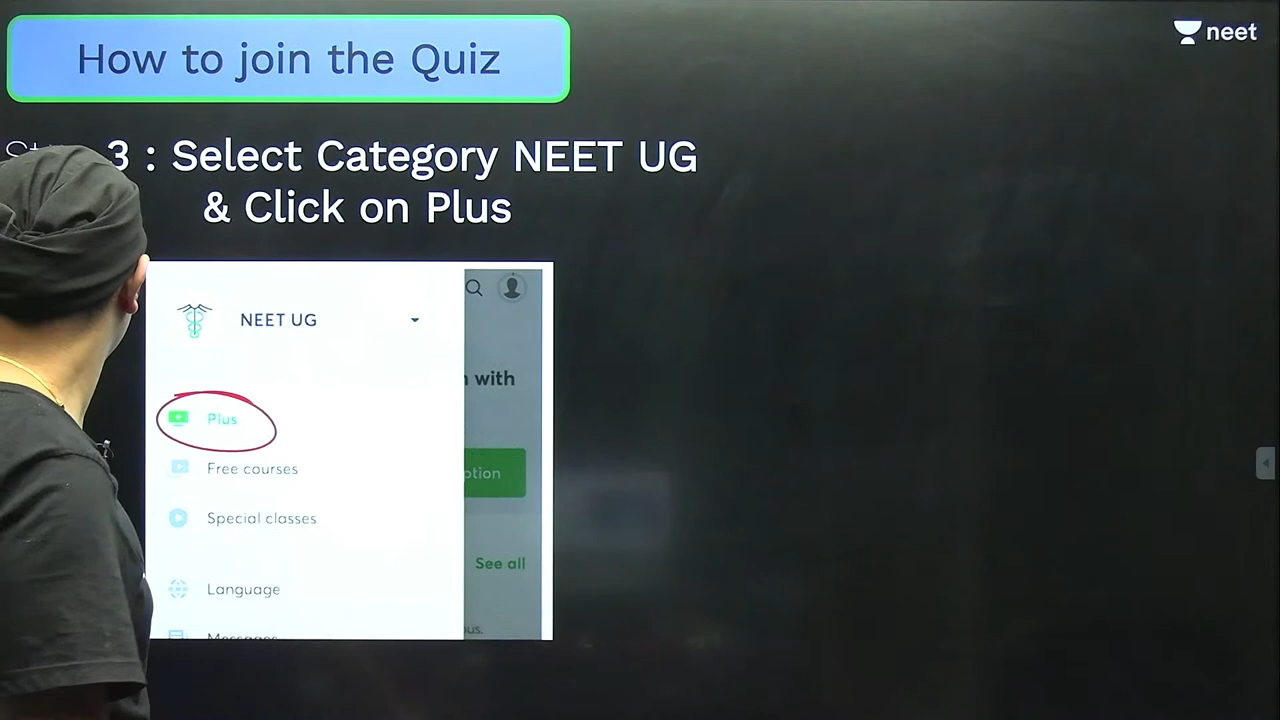 How to join the Quiz
neet
3 : Select Category NEET UG
& Click on Plus
NEET UG
with
Plus
Free courses
Special classes
See all
Language
Messages